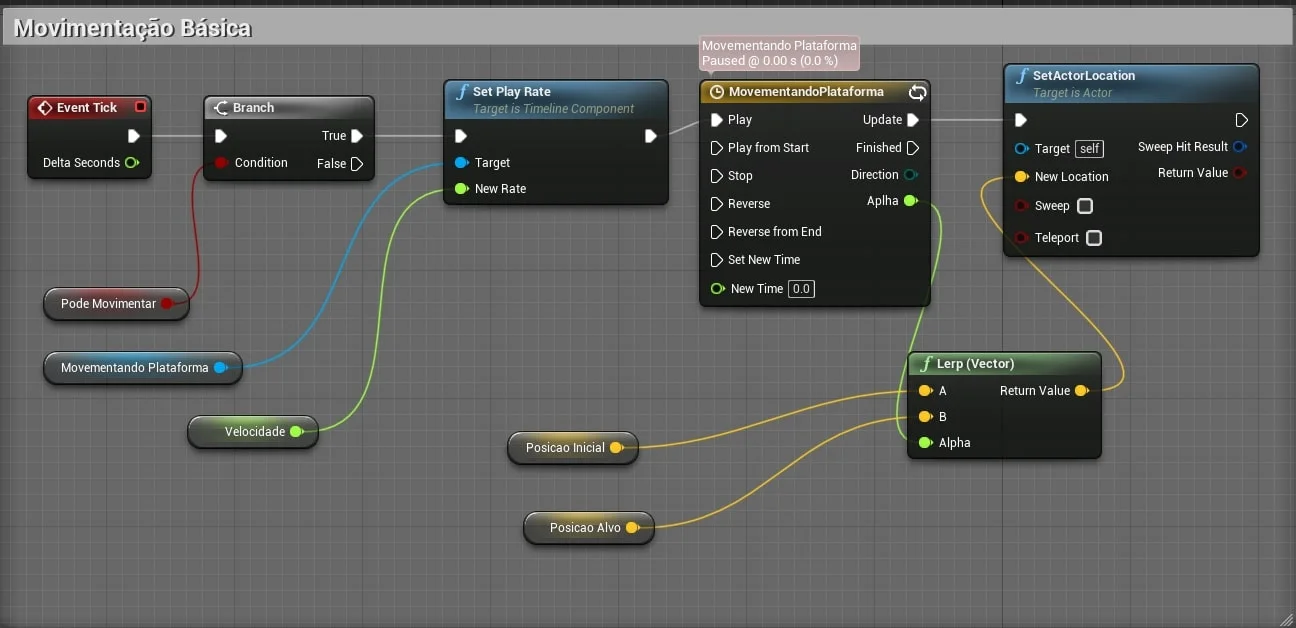 Movimentação Básica
Event Tick
Delta Seconds
Branch
True
Condition
False
Set Play Rate
Target is Timeline Component
Target
New Rate
Movementando Plataforma
Paused @ 0.00 s (0.0 %)
MovementandoPlataforma
Play
Update
Play from Start
Finished
Stop
Direction
Reverse
Aplha
Reverse from End
Set New Time
New Time 0.0
SetActorLocation
Target is Actor
Target self
Sweep Hit Result
New Location
Return Value
Sweep
Teleport
Pode Movimentar
Movementando Plataforma
Velocidade
Posicao Inicial
Posicao Alvo
Lerp (Vector)
A
Return Value
B
Alpha